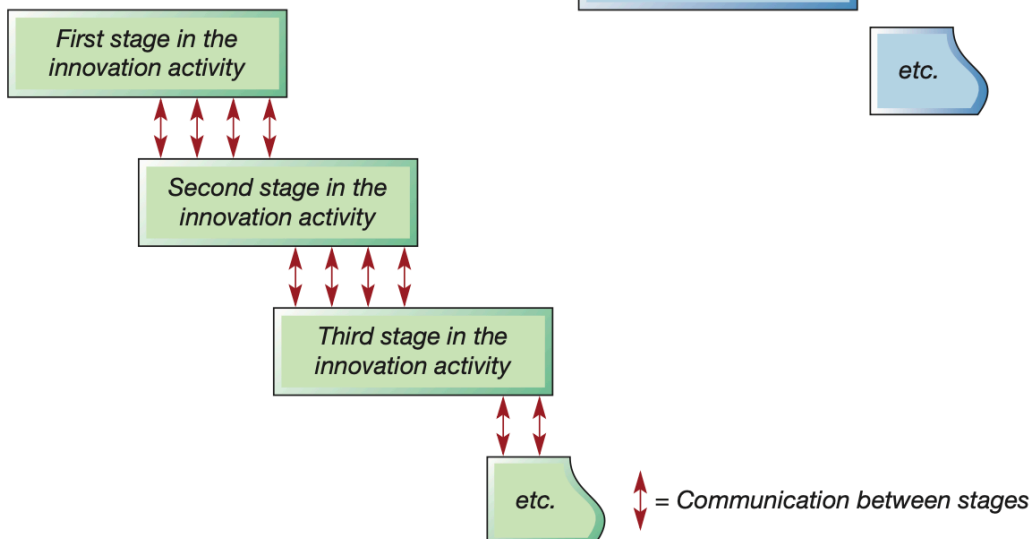 First stage in the
innovation activity
etc.
Second stage in the
innovation activity
Third stage in the
innovation activity
etc.
= Communication between stages